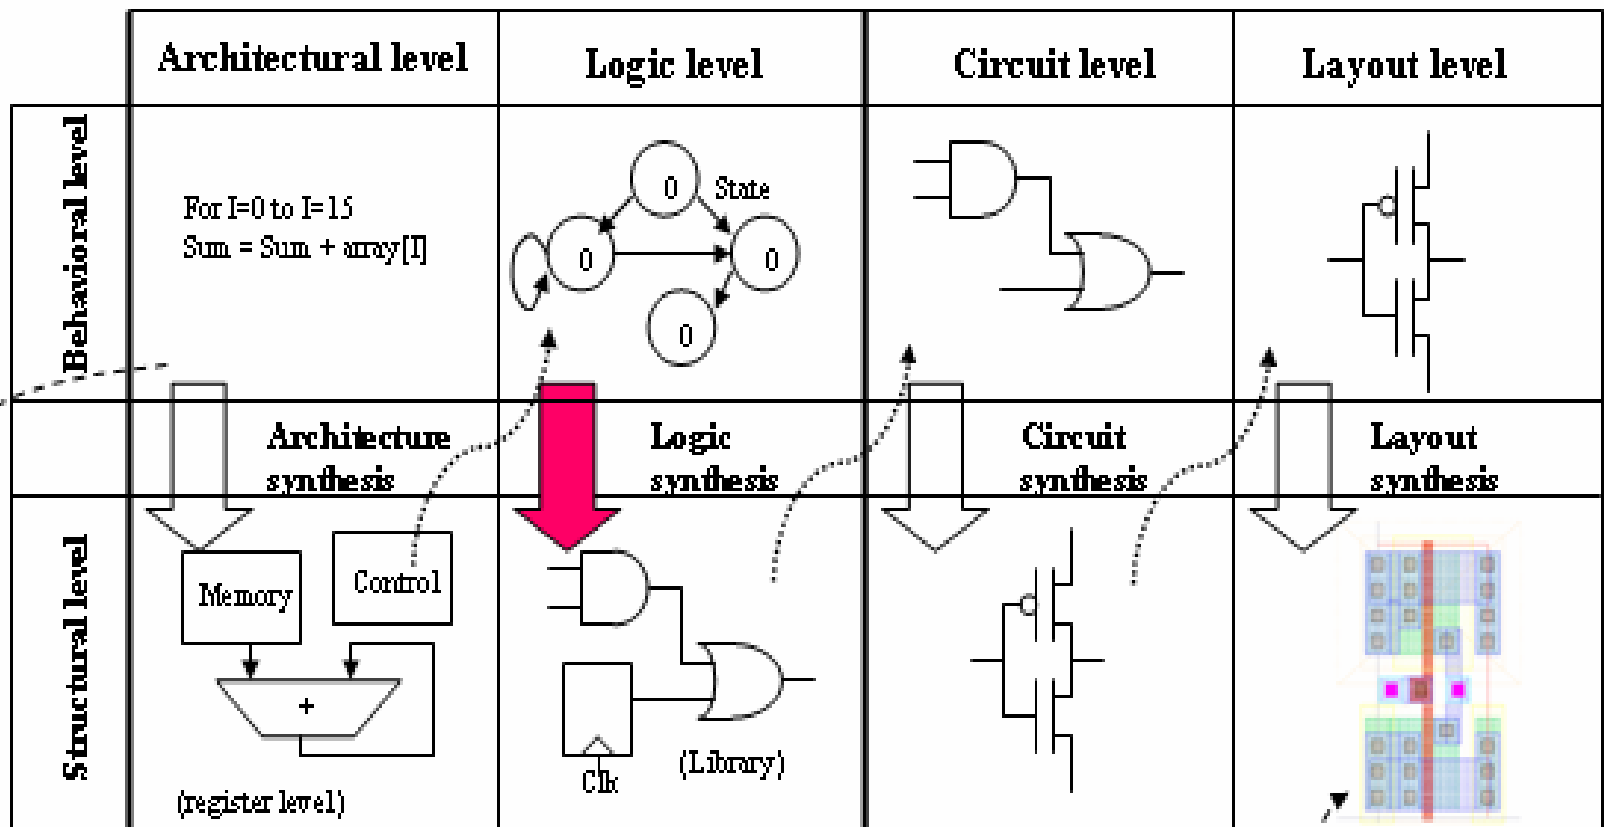 Architectural level
Logic level
Circuit level
Layout level
Behavioral level
For I=0 to I=15
Sum = Sum + array[I]
0
State
0
0
0
Architecture
synthesis
Logic
synthesis
Circuit
synthesis
Layout
synthesis
Structural level
Memory
Control
+
(register level)
Clk
(Library)